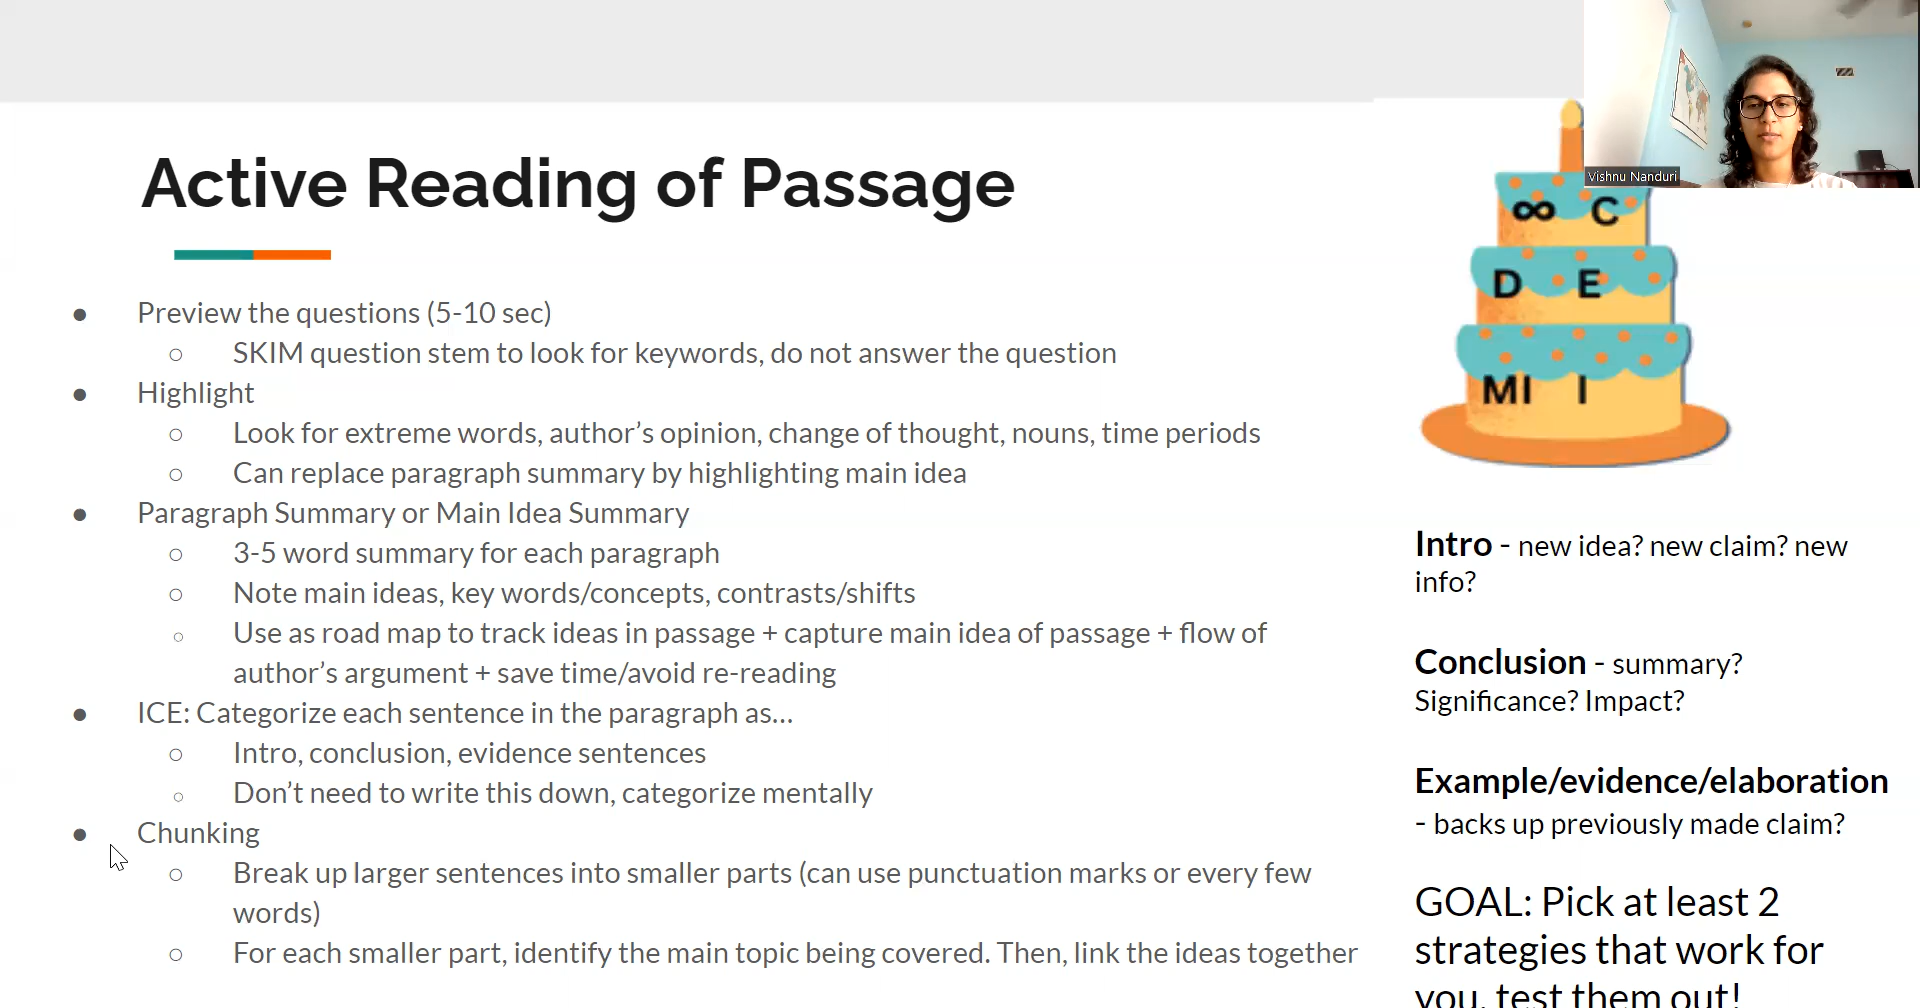 Active Reading of Passage
● Preview the questions (5-10 sec)
○ SKIM question stem to look for keywords, do not answer the question
● Highlight
○ Look for extreme words, author’s opinion, change of thought, nouns, time periods
○ Can replace paragraph summary by highlighting main idea
● Paragraph Summary or Main Idea Summary
○ 3-5 word summary for each paragraph
○ Note main ideas, key words/concepts, contrasts/shifts
○ Use as road map to track ideas in passage + capture main idea of passage + flow of
author’s argument + save time/avoid re-reading
● ICE: Categorize each sentence in the paragraph as…
○ Intro, conclusion, evidence sentences
○ Don’t need to write this down, categorize mentally
● Chunking
○ Break up larger sentences into smaller parts (can use punctuation marks or every few
words)
○ For each smaller part, identify the main topic being covered. Then, link the ideas together
Vishnu Nanduri
∞ C
D E
MI I
Intro - new idea? new claim? new
info?
Conclusion - summary?
Significance? Impact?
Example/evidence/elaboration
- backs up previously made claim?
GOAL: Pick at least 2
strategies that work for
you, test them out!